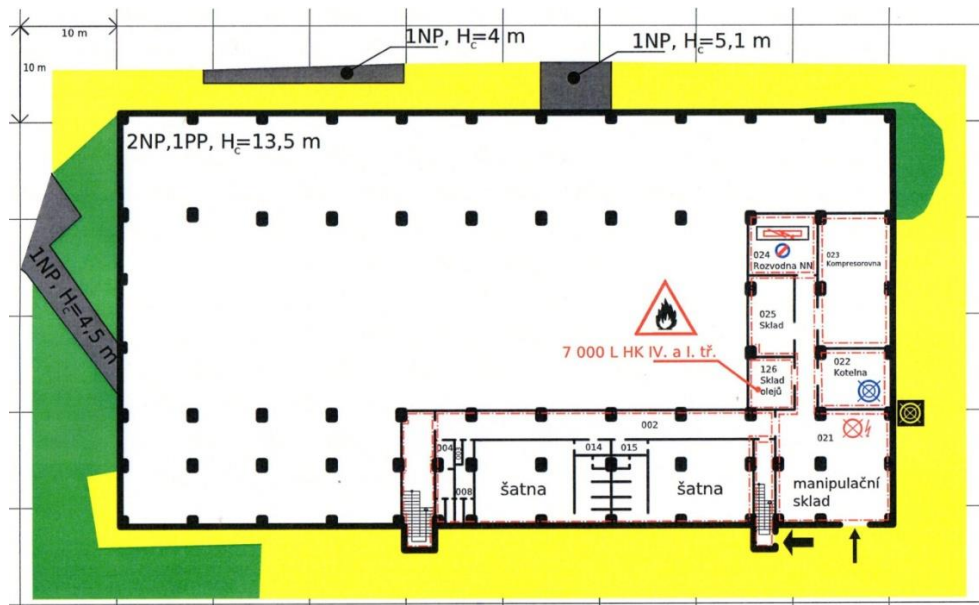 10 m
1NP, Hc=4 m
1NP, Hc=5,1 m
10 m
2NP,1PP, Hc=13,5 m
1NP, Hc=4,5 m
024
Rozvodna NN
023
Kompresorovna
025
Sklad
7 000 L HK IV. a I. tř.
126
Sklad
olejů
022
Kotelna
002
021
004
003
014
015
008
šatna
šatna
manipulační
sklad